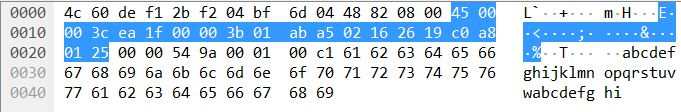 0000 4c 60 de f1 2b f2 04 bf 6d 04 48 82 08 00 45 00 L`··+··· m·H···E·
0010 00 3c ea 1f 00 00 3b 01 ab a5 02 16 26 19 c0 a8 ·<····;· ····&···
0020 01 25 00 00 54 9a 00 01 00 c1 61 62 63 64 65 66 ·%··T··· ··abcdef
0030 67 68 69 6a 6b 6c 6d 6e 6f 70 71 72 73 74 75 76 ghijklmn opqrstuv
0040 77 61 62 63 64 65 66 67 68 69 wabcdefg hi